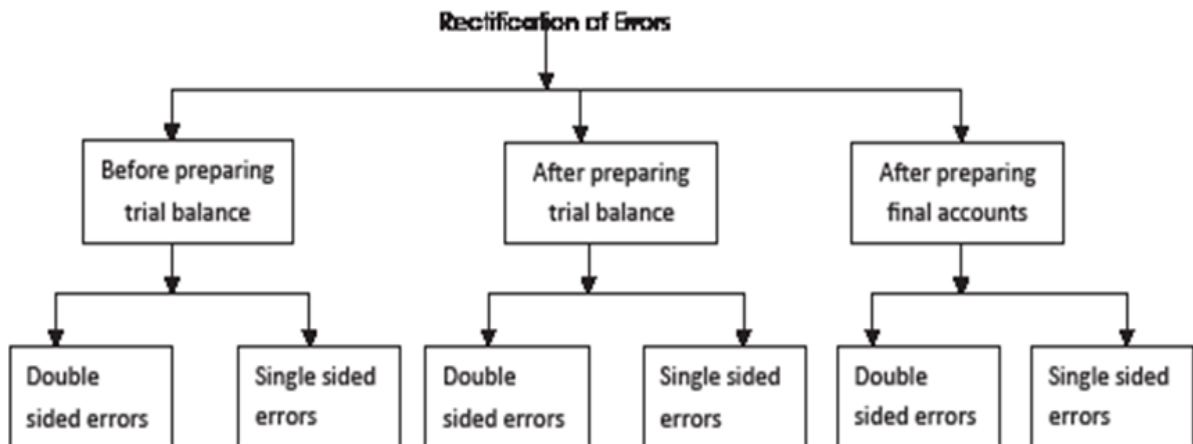 Rectification of Errors
Before preparing
trial balance
After preparing
trial balance
After preparing
final accounts
Double
sided errors
Single sided
errors
Double
sided errors
Single sided
errors
Double
sided errors
Single sided
errors